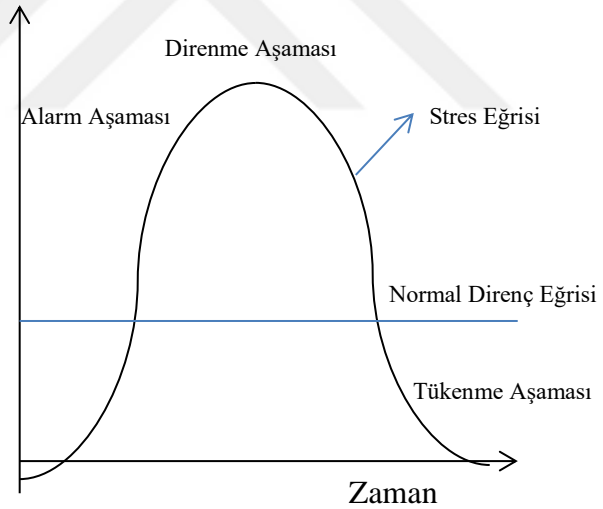 Direnme Aşaması
Alarm Aşaması
Stres Eğrisi
Normal Direnç Eğrisi
Tükenme Aşaması
Zaman